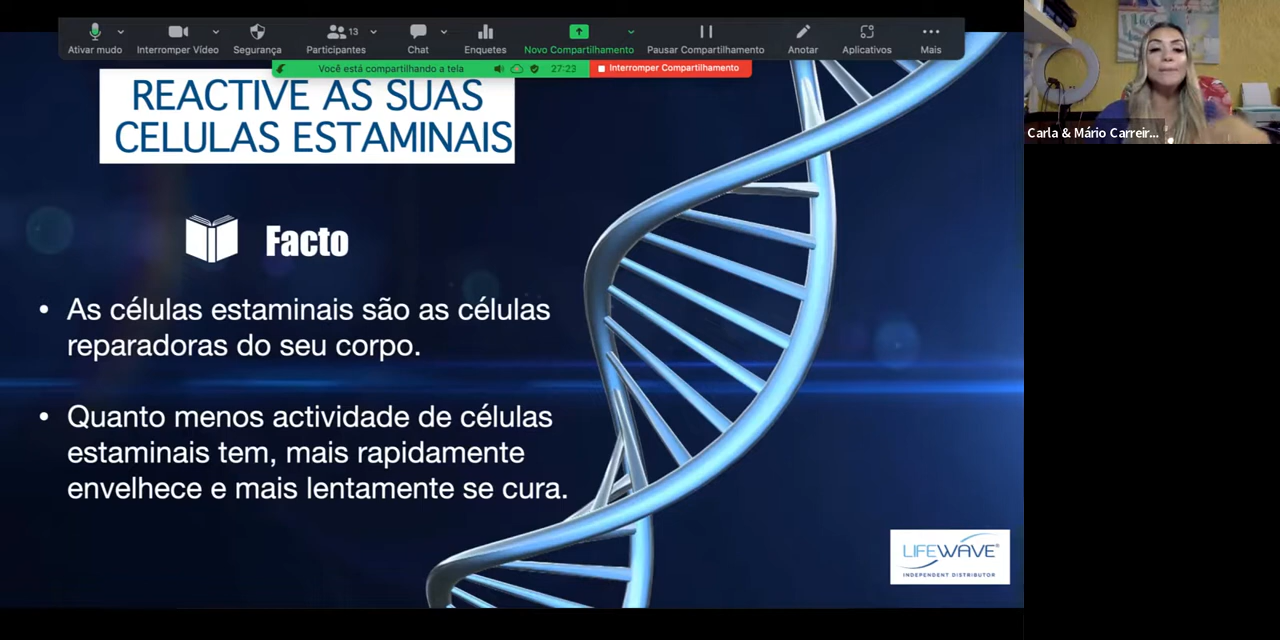 13
Ativar mudo
Interromper Vídeo
Segurança
Participantes
Chat
Enquetes
Novo Compartilhamento
Pausar Compartilhamento
Anotar
Aplicativos
Mais
Você está compartilhando a tela
27:23
Interromper Compartilhamento
Carla & Mário Carreir...
REACTIVE AS SUAS
CELULAS ESTAMINAIS
Facto
• As células estaminais são as células
reparadoras do seu corpo.
• Quanto menos actividade de células
estaminais tem, mais rapidamente
envelhece e mais lentamente se cura.
LIFEWAVE®
INDEPENDENT DISTRIBUTOR